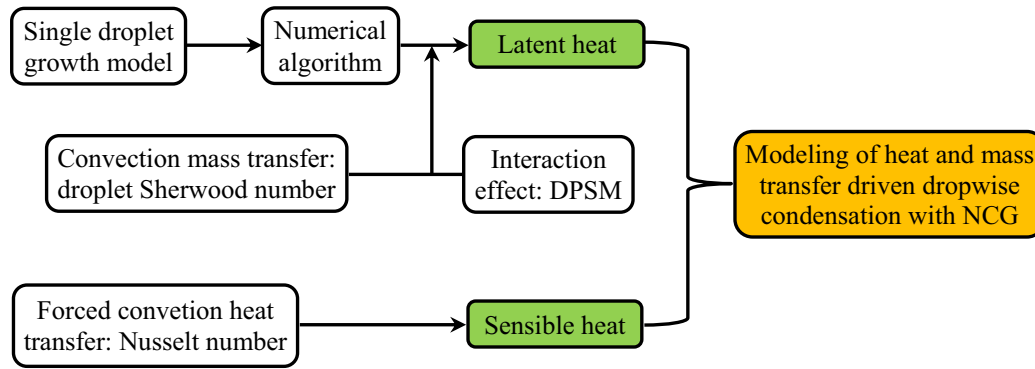 Single droplet
growth model
Numerical
algorithm
Latent heat
Convection mass transfer:
droplet Sherwood number
Interaction
effect: DPSM
Modeling of heat and mass
transfer driven dropwise
condensation with NCG
Forced convetion heat
transfer: Nusselt number
Sensible heat